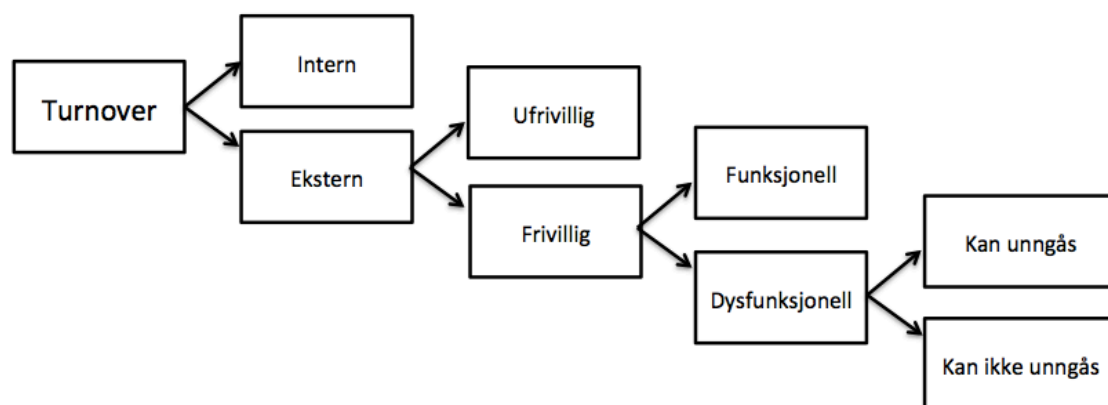 Turnover
Intern
Ekstern
Ufrivillig
Frivillig
Funksjonell
Dysfunksjonell
Kan unngås
Kan ikke unngås